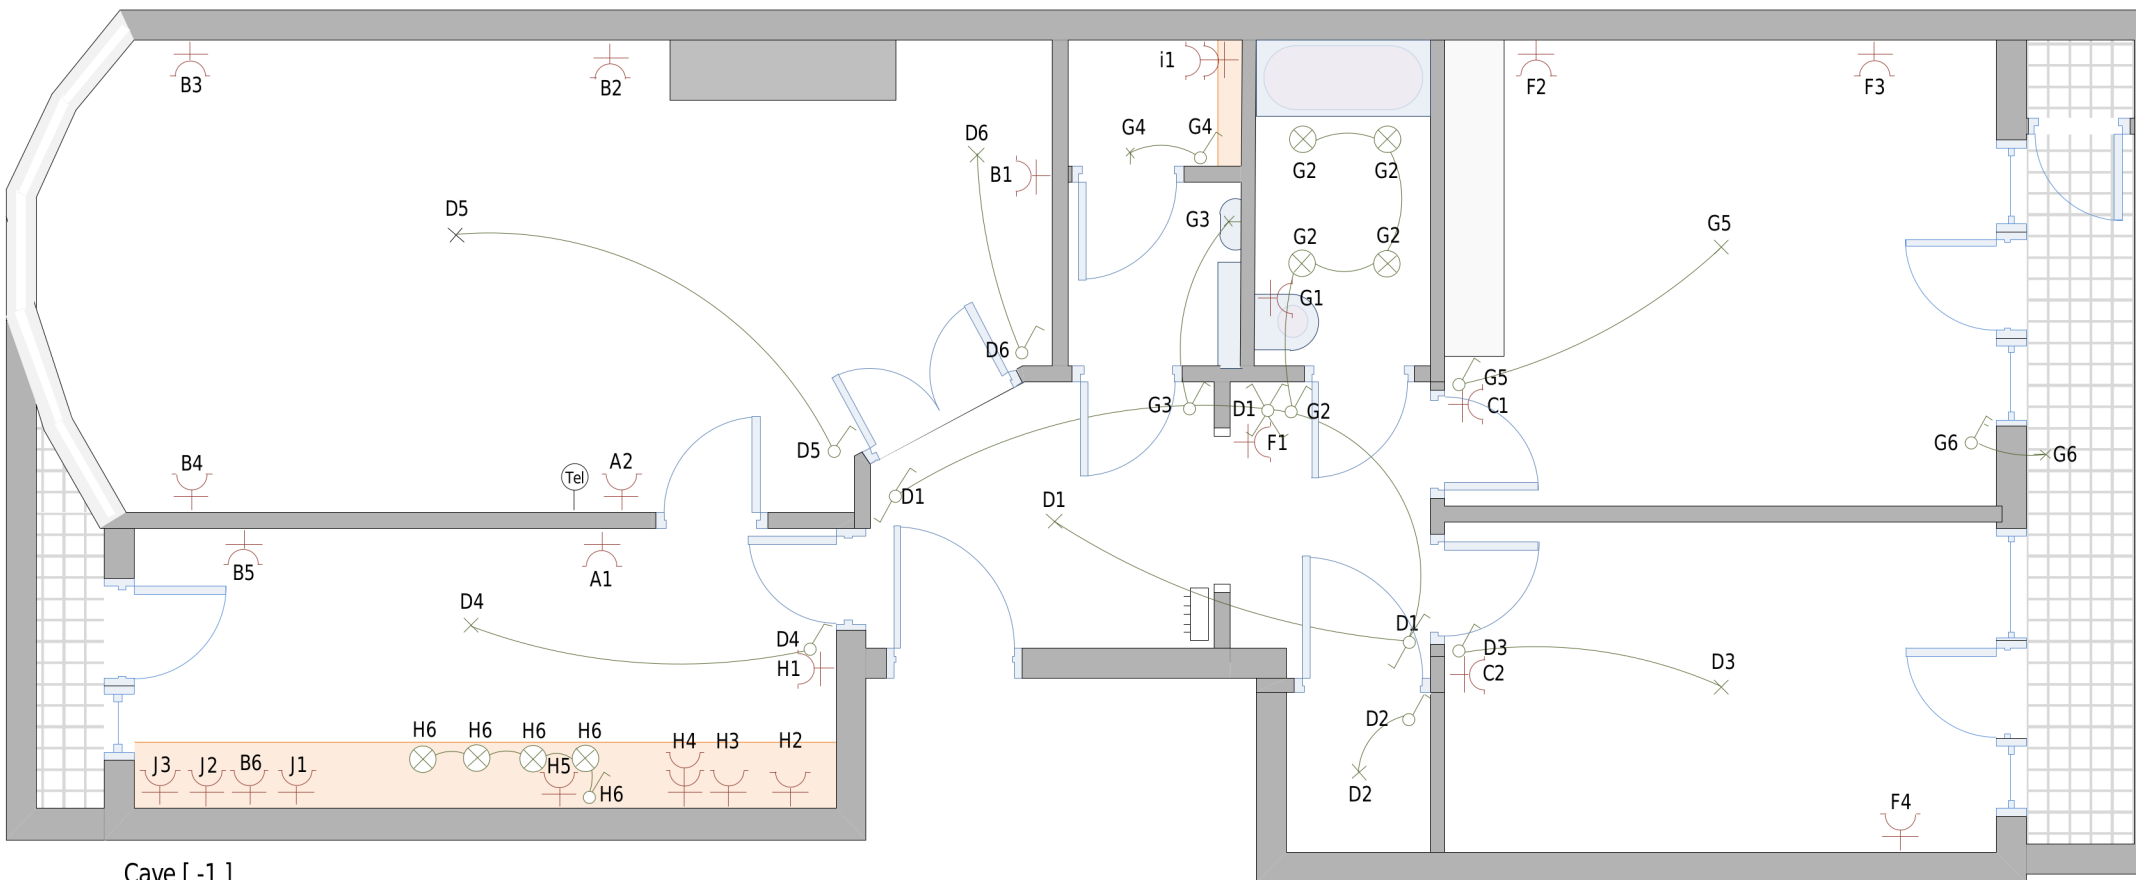 i1
B3
B2
F2
F3
G4
G4
D6
B1
G2
G2
D5
G3
G5
G2
G2
G1
D6
G5
G3
D1
G2
C1
F1
D5
G6
G6
B4
Tel
A2
D1
D1
B5
A1
D4
D1
D4
D3
H1
C2
D3
D2
H6
H6
H6
H6
H4
H3
H2
J3
J2
B6
J1
H5
H6
D2
F4
Cave [ -1 ]